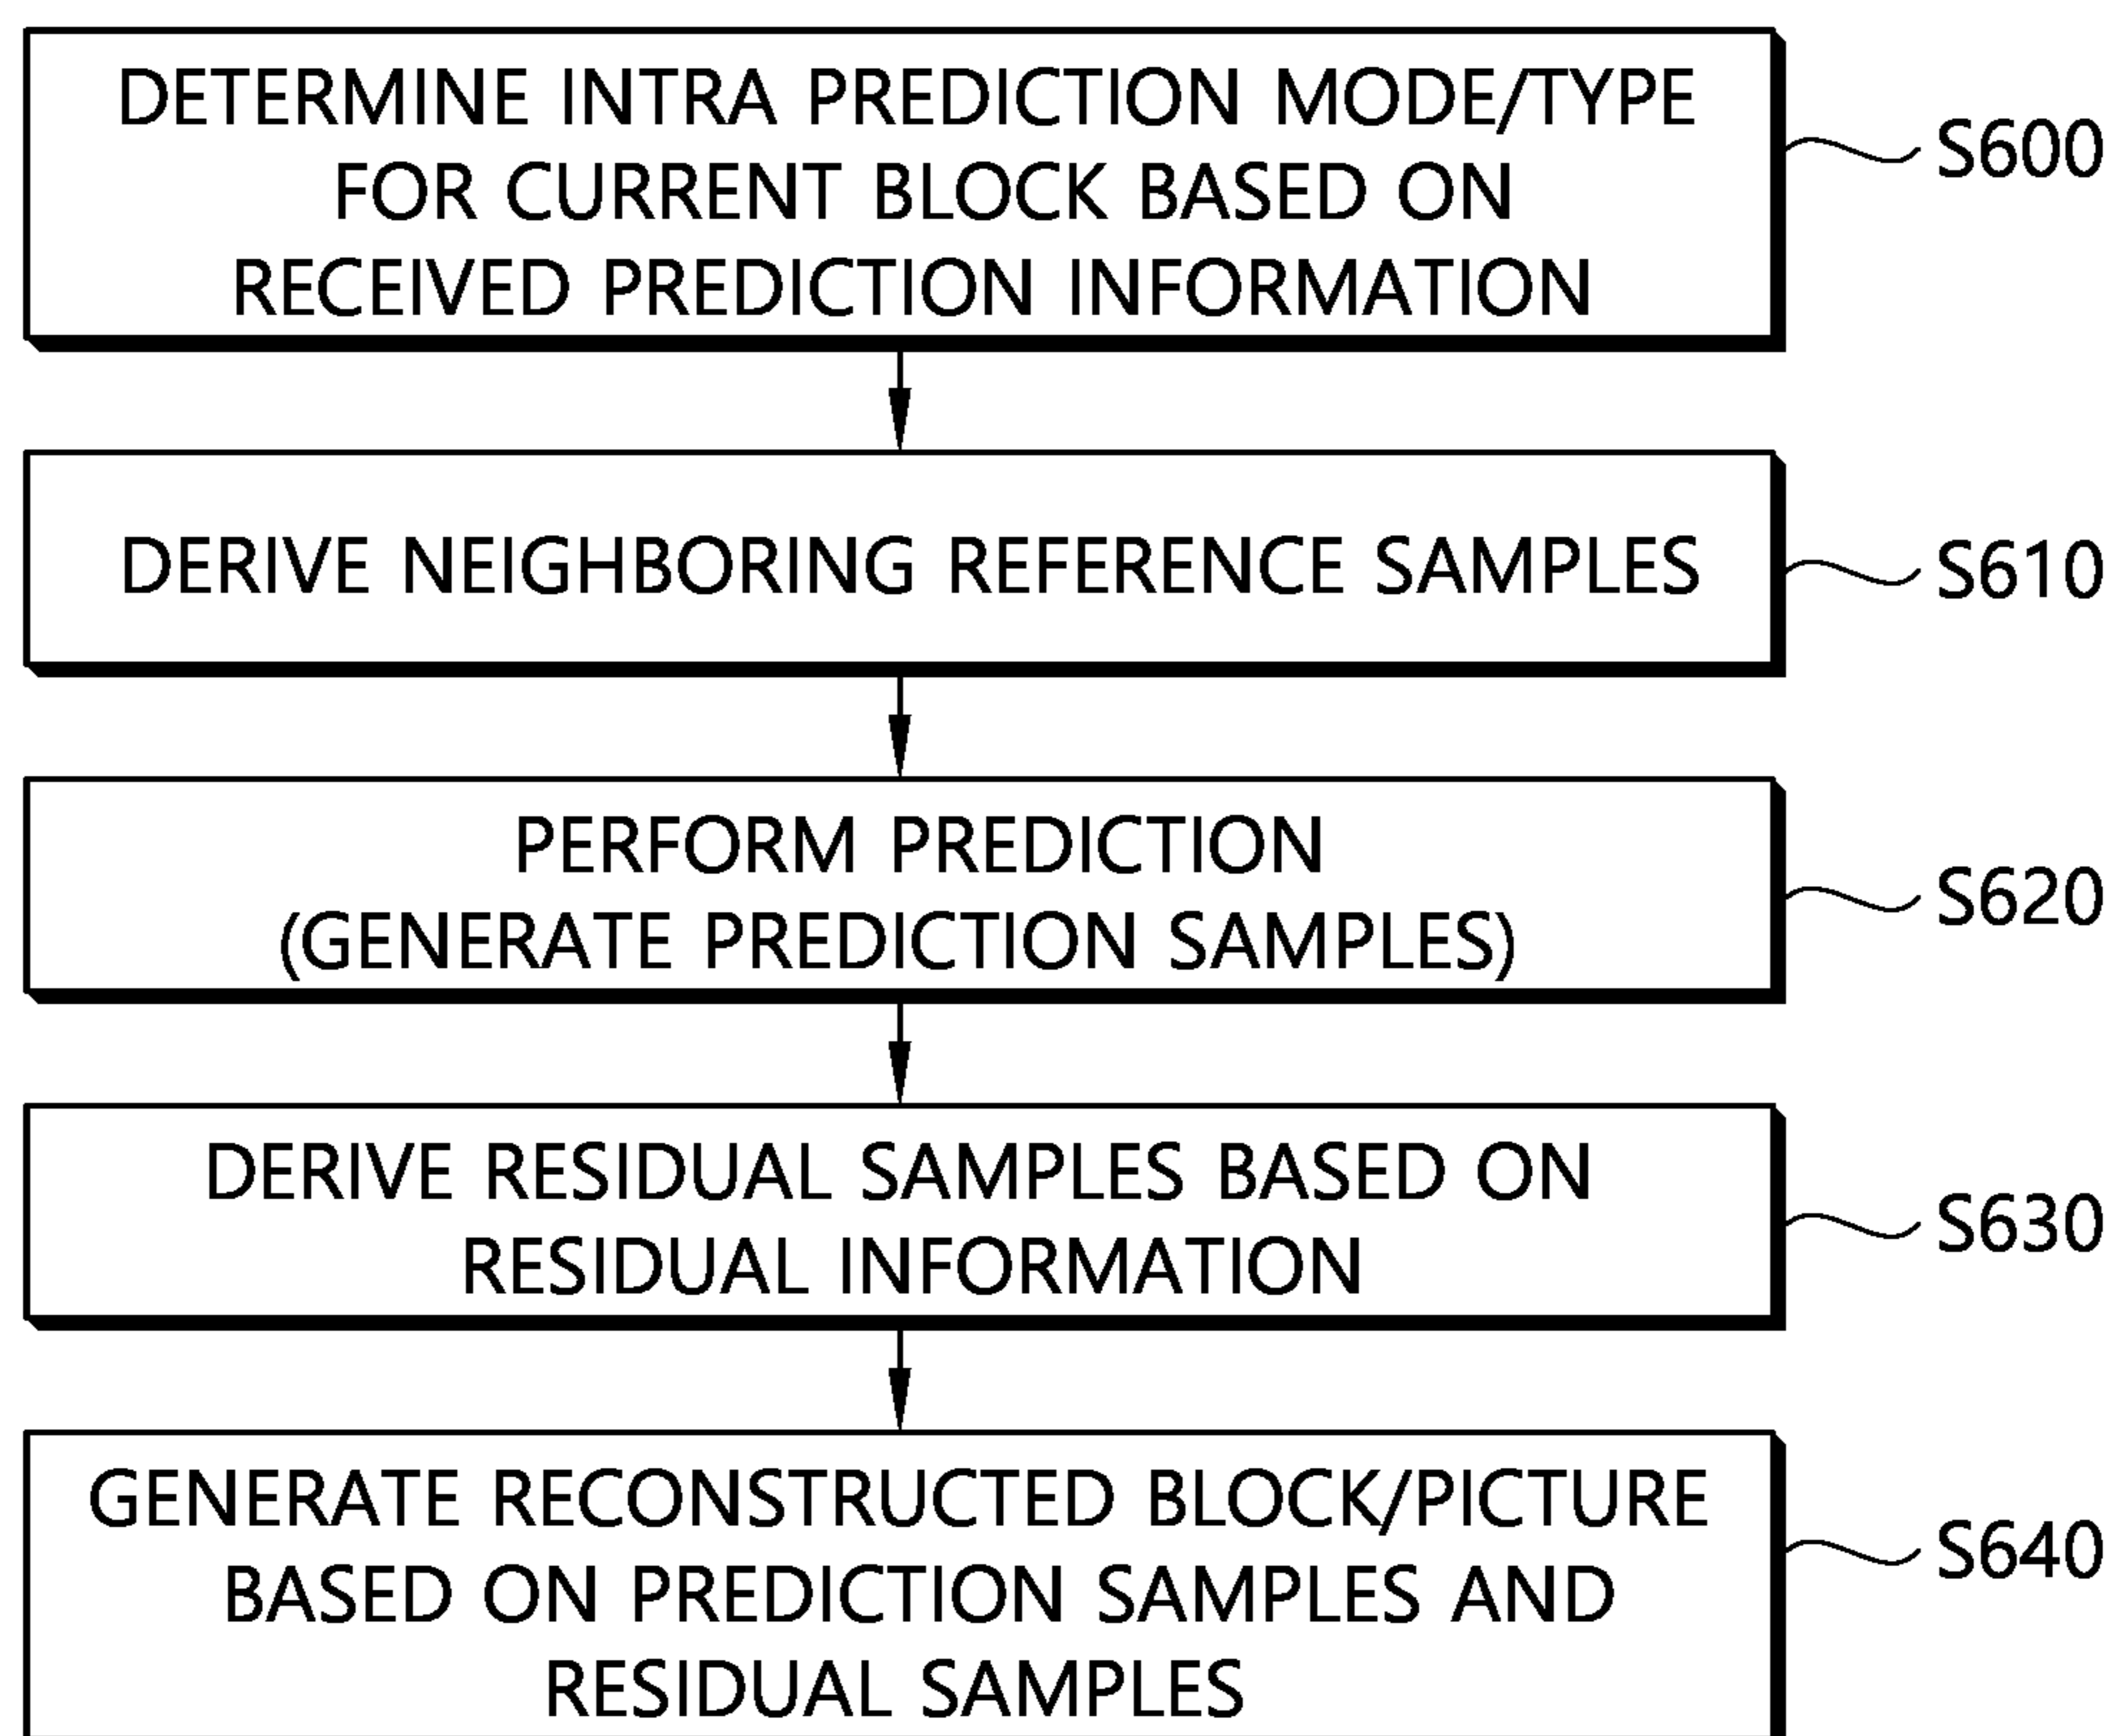 DETERMINE INTRA PREDICTION MODE/TYPE
FOR CURRENT BLOCK BASED ON
RECEIVED PREDICTION INFORMATION
S600
DERIVE NEIGHBORING REFERENCE SAMPLES
S610
PERFORM PREDICTION
(GENERATE PREDICTION SAMPLES)
S620
DERIVE RESIDUAL SAMPLES BASED ON
RESIDUAL INFORMATION
S630
GENERATE RECONSTRUCTED BLOCK/PICTURE
BASED ON PREDICTION SAMPLES AND
RESIDUAL SAMPLES
S640